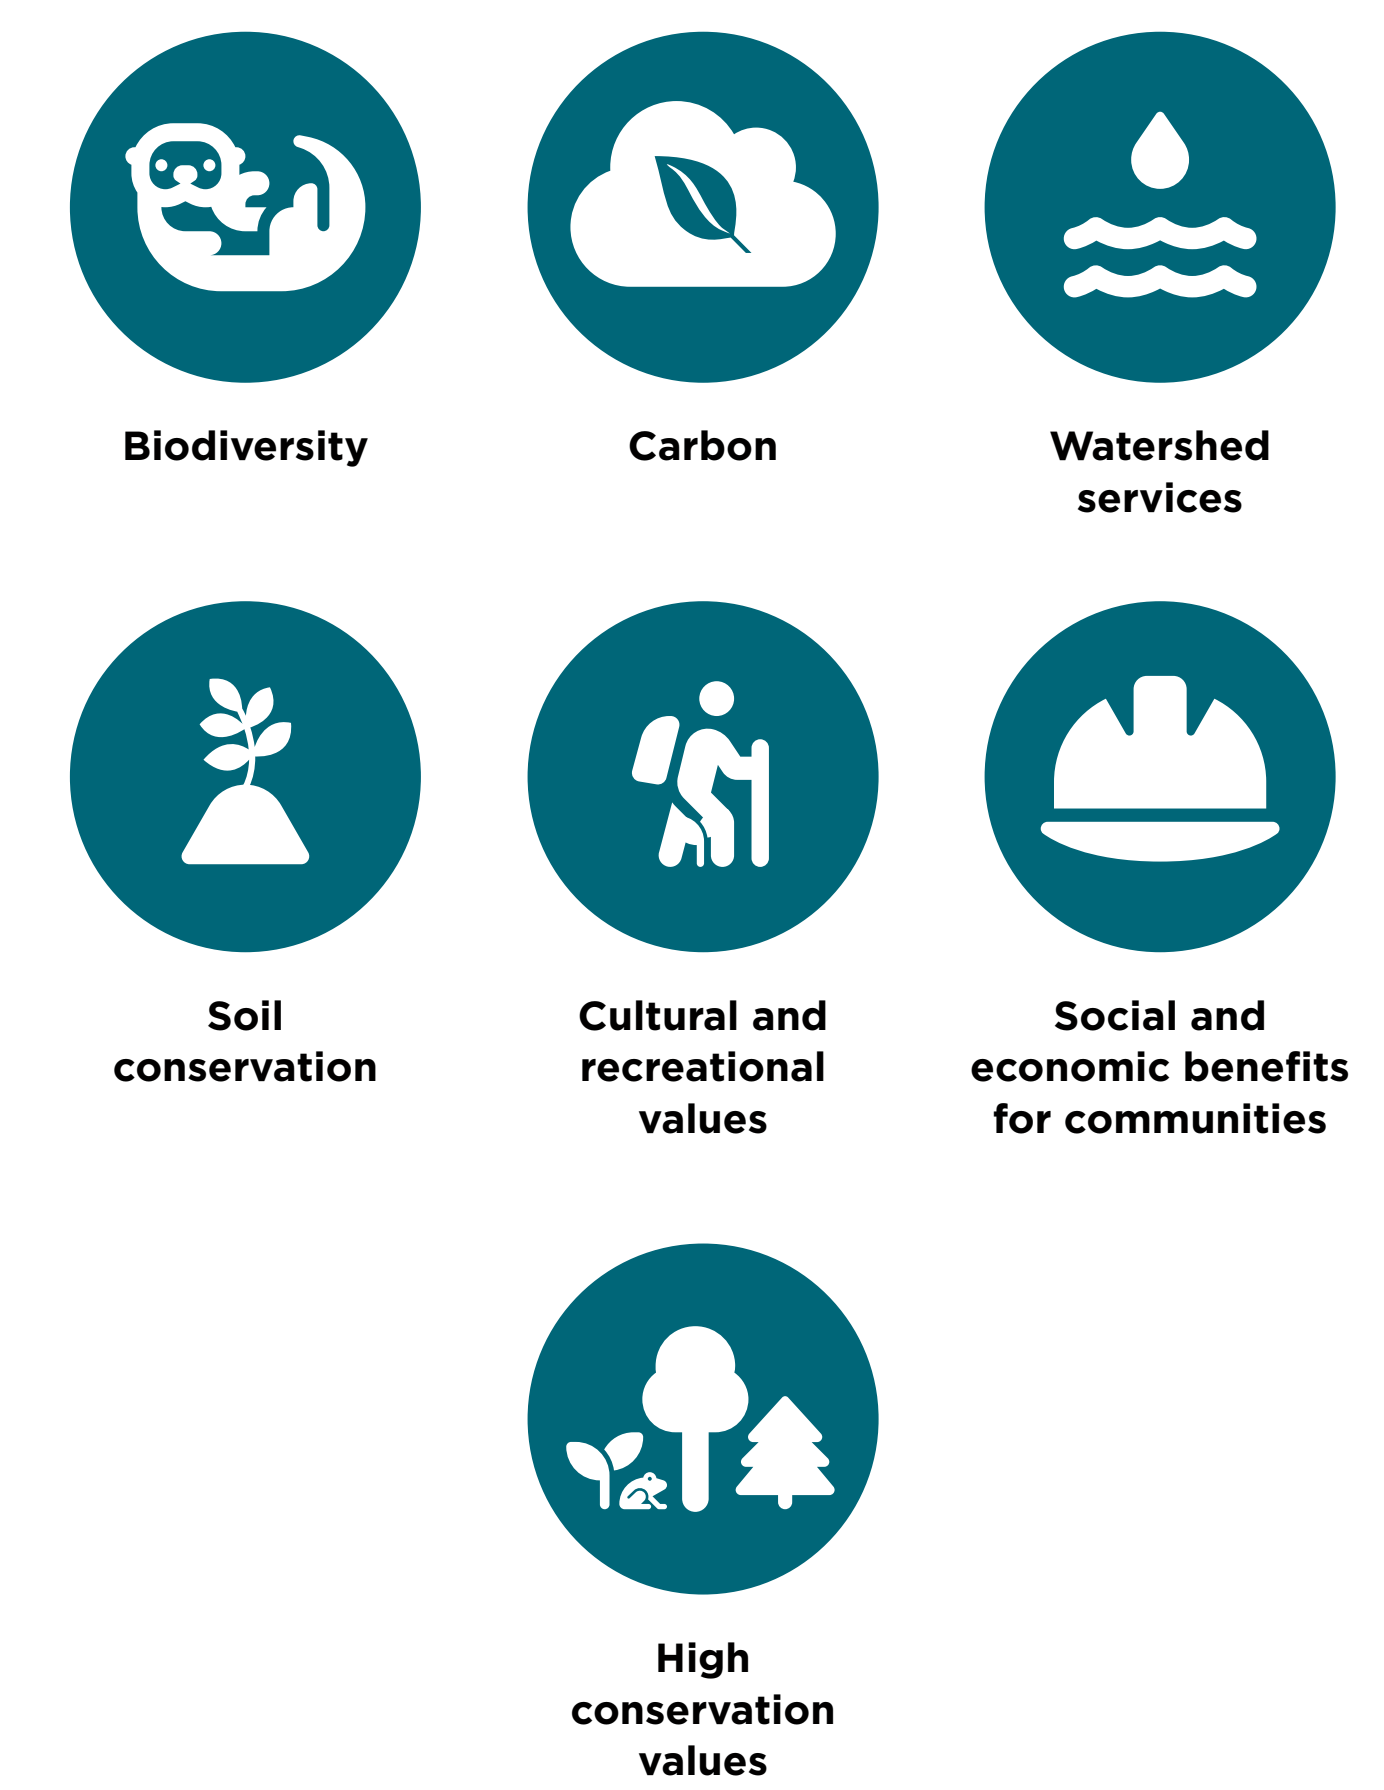 Biodiversity
Carbon
Watershed
services
Soil
conservation
Cultural and
recreational
values
Social and
economic benefits
for communities
High
conservation
values